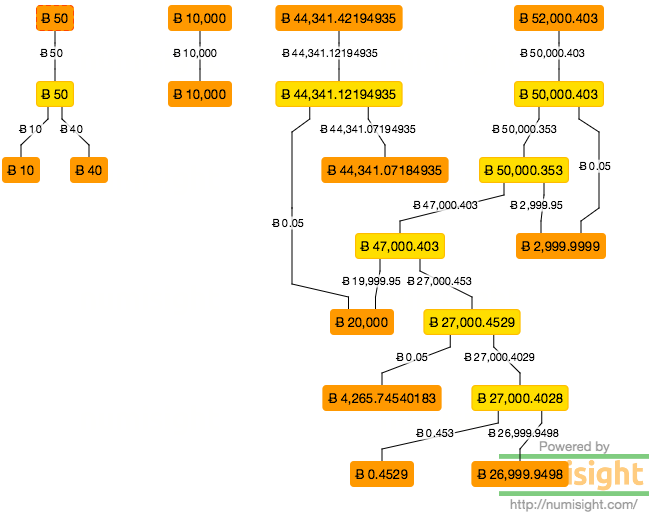 Ƀ 50
Ƀ 10,000
Ƀ 44,341.42194935
Ƀ 52,000.403
Ƀ 50
Ƀ 10,000
Ƀ 44,341.12194935
Ƀ 50,000.403
Ƀ 50
Ƀ 10,000
Ƀ 44,341.12194935
Ƀ 50,000.403
Ƀ 10
Ƀ 40
Ƀ 44,341.07194935
Ƀ 50,000.353
Ƀ 0.05
Ƀ 10
Ƀ 40
Ƀ 44,341.07184935
Ƀ 50,000.353
Ƀ 47,000.403
Ƀ 2,999.95
Ƀ 0.05
Ƀ 47,000.403
Ƀ 2,999.9999
Ƀ 19,999.95
Ƀ 27,000.453
Ƀ 20,000
Ƀ 27,000.4529
Ƀ 0.05
Ƀ 27,000.4029
Ƀ 4,265.74540183
Ƀ 27,000.4028
Ƀ 0.453
Ƀ 26,999.9498
Powered by
Ƀ 0.4529
Ƀ 26,999.9498
isight
http://numisight.com/